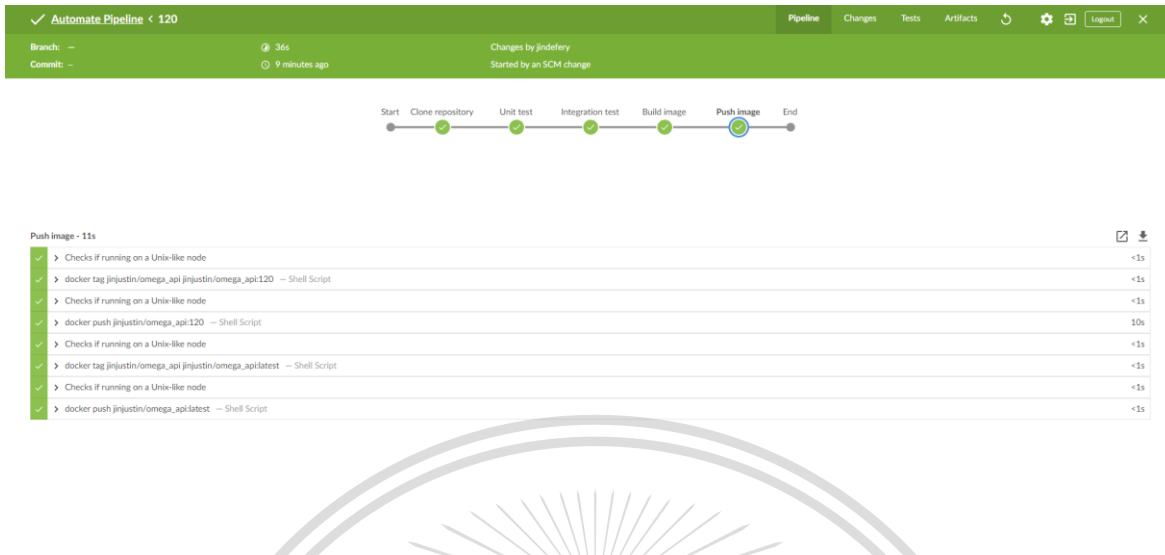 Automate Pipeline < 120
Pipeline Changes Tests Artifacts Logout
Branch: — 36s Changes by jindefery
Commit: – 9 minutes ago Started by an SCM change
Start Clone repository Unit test Integration test Build image Push image End
Push image - 11s
Checks if running on a Unix-like node <1s
docker tag jinjustin/omega_api jinjustin/omega_api:120 — Shell Script <1s
Checks if running on a Unix-like node <1s
docker push jinjustin/omega_api:120 — Shell Script 10s
Checks if running on a Unix-like node <1s
docker tag jinjustin/omega_api jinjustin/omega_api:latest — Shell Script <1s
Checks if running on a Unix-like node <1s
docker push jinjustin/omega_api:latest — Shell Script <1s